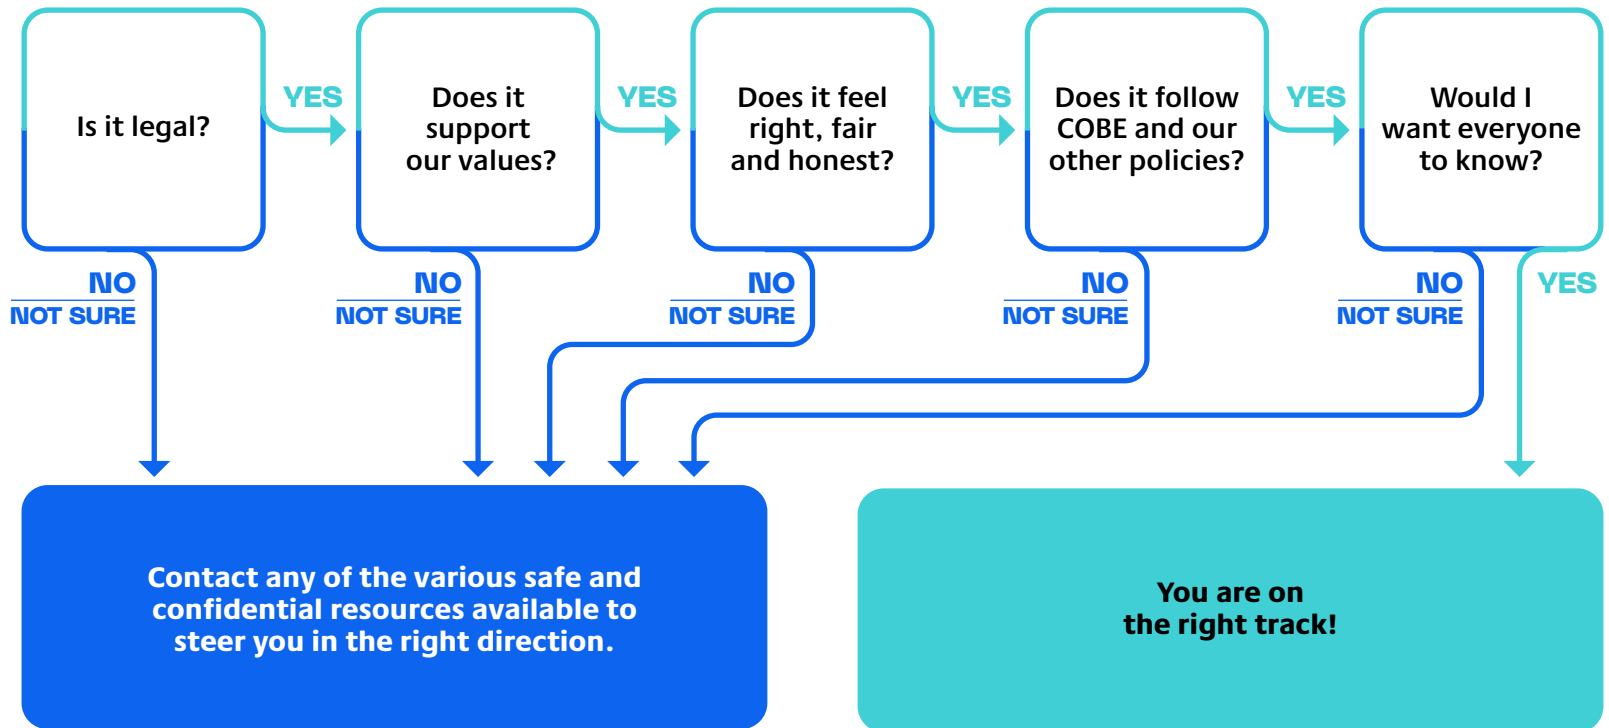 Is it legal?
YES
Does it
support
our values?
YES
Does it feel
right, fair
and honest?
YES
Does it follow
COBE and our
other policies?
YES
Would I
want everyone
to know?
NO
NOT SURE
NO
NOT SURE
NO
NOT SURE
NO
NOT SURE
NO
NOT SURE
YES
Contact any of the various safe and
confidential resources available to
steer you in the right direction.
You are on
the right track!